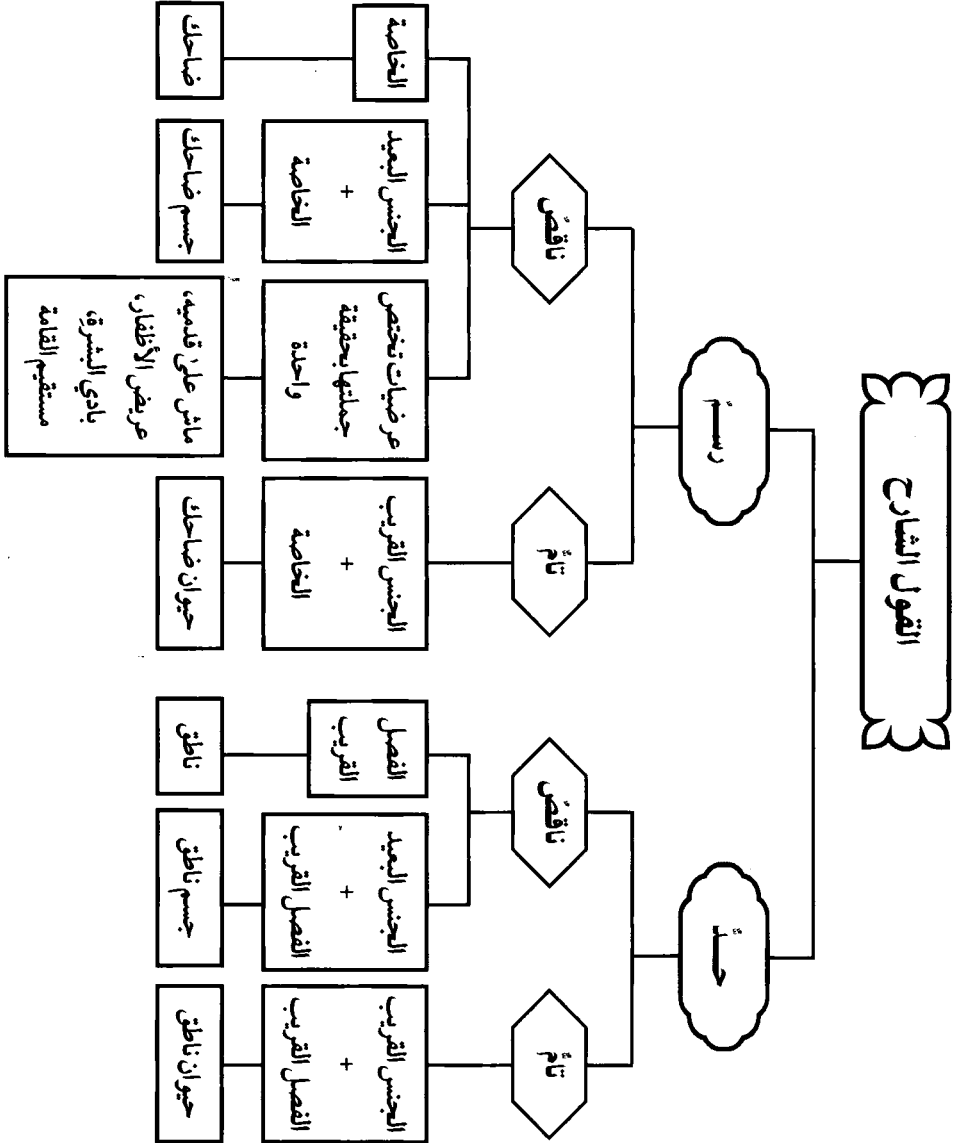 القول الشارح
حدٌّ
رسمٌ
تامٌّ
ناقصٌ
تامٌّ
ناقصٌ
الجنس القريب
+
الفصل القريب
الجنس البعيد
+
الفصل القريب
الفصل
القريب
الجنس القريب
+
الخاصة
عرضيات تختص
جملتها بحقيقة
واحدة
الجنس البعيد
+
الخاصة
الخاصة
حيوان ناطق
جسم ناطق
ناطق
حيوان ضاحك
ماش على قدميه،
عريض الأظفار،
بادي البشرة،
مستقيم القامة
جسم ضاحك
ضاحك